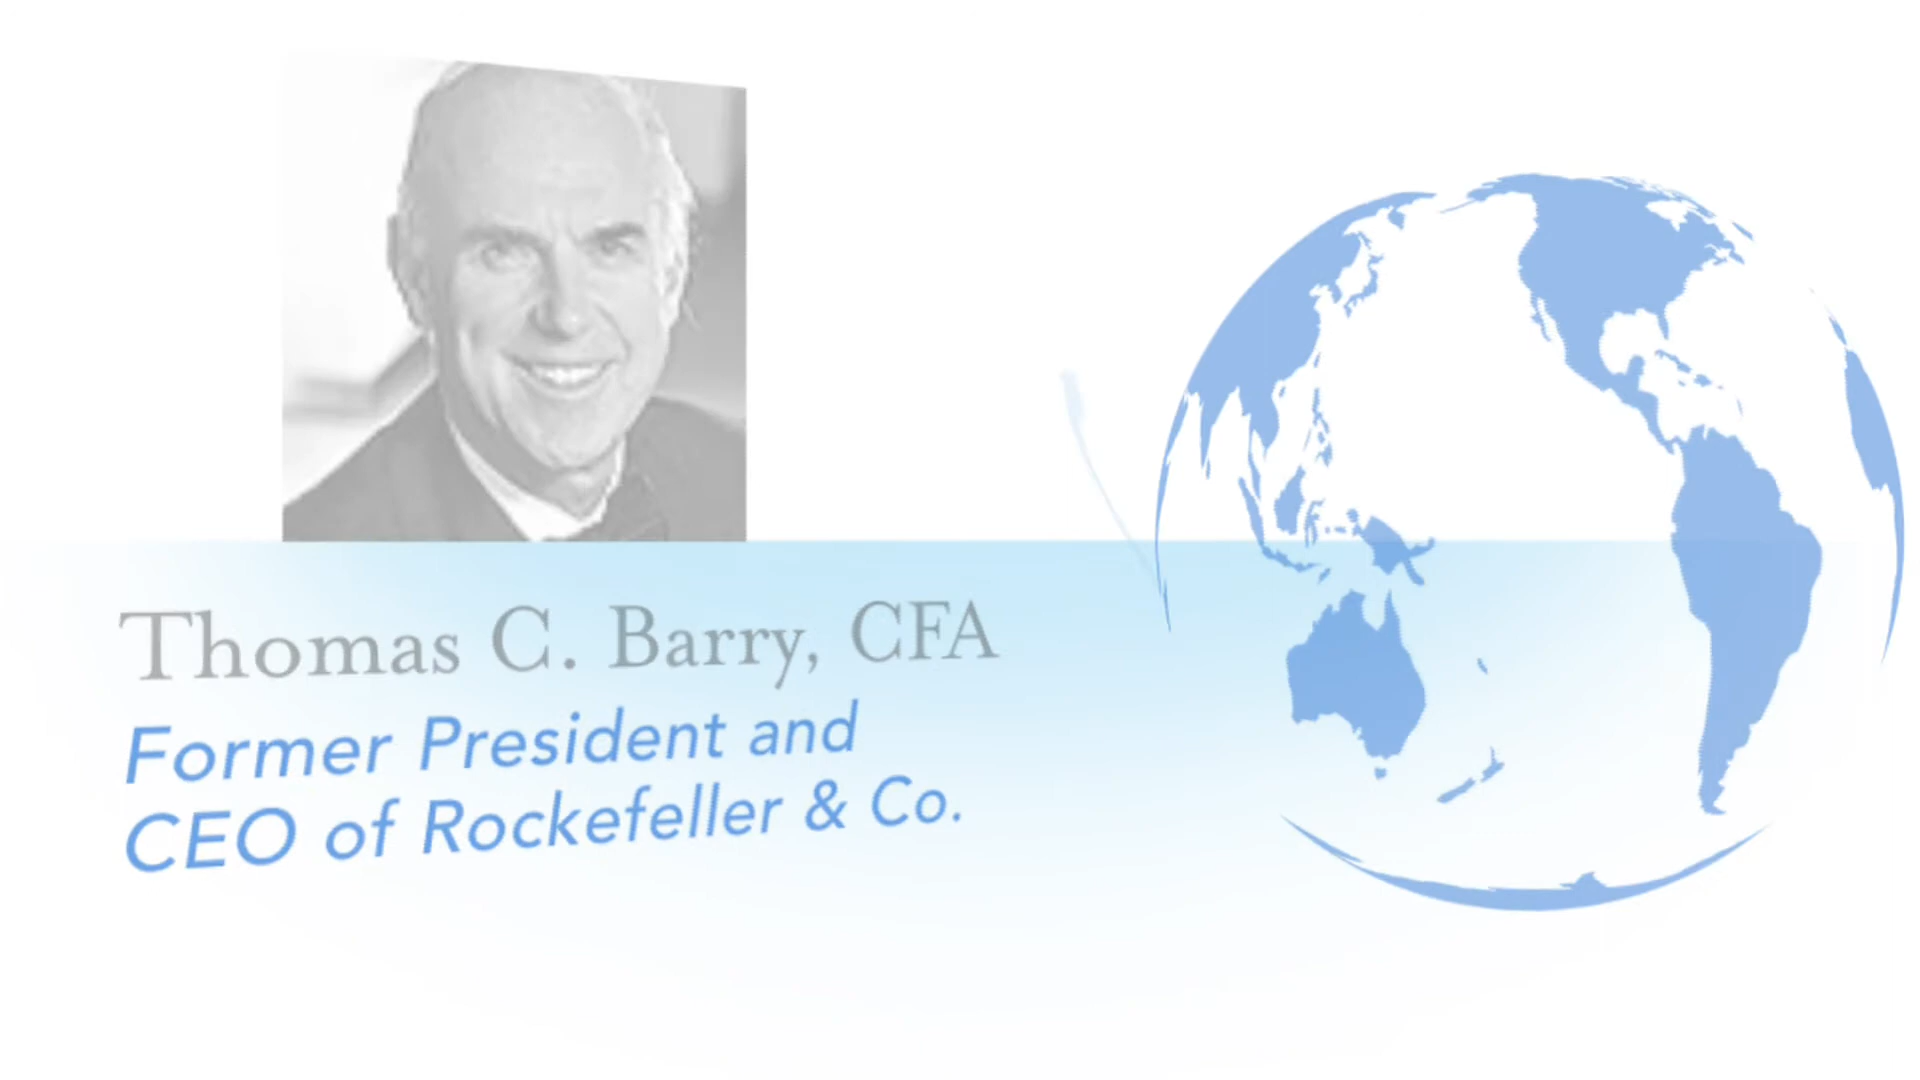 Thomas C. Barry, CFA
Former President and
CEO of Rockefeller & Co.